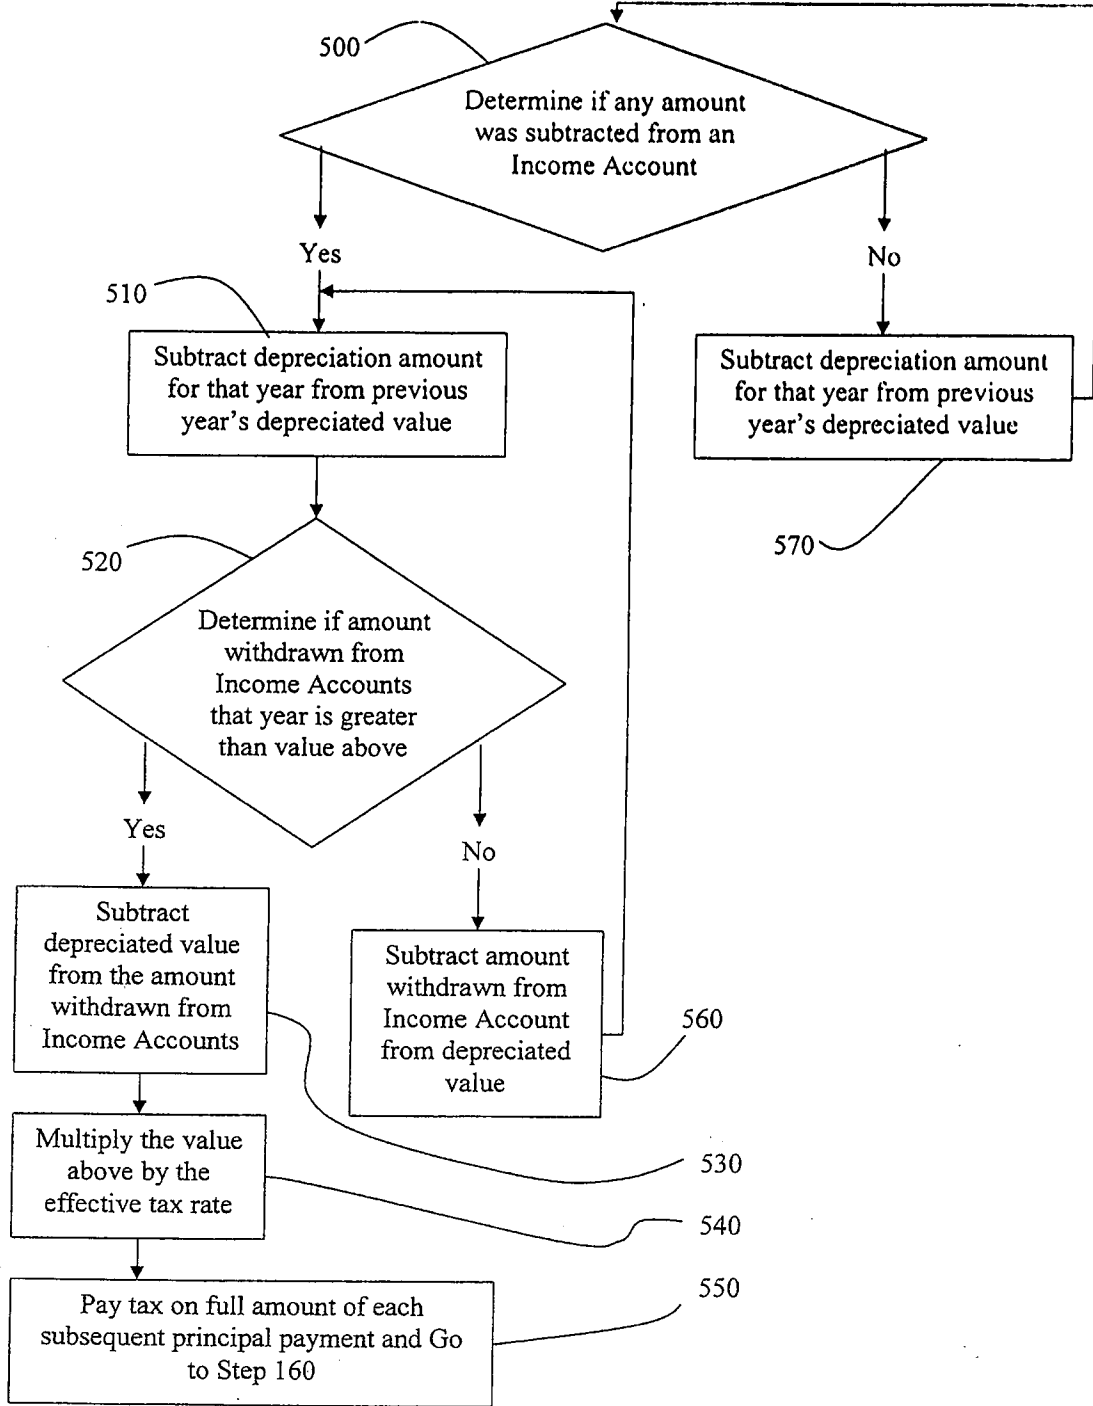 500
Determine if any amount
was subtracted from an
Income Account
Yes
No
510
Subtract depreciation amount
for that year from previous
year's depreciated value
Subtract depreciation amount
for that year from previous
year's depreciated value
570
520
Determine if amount
withdrawn from
Income Accounts
that year is greater
than value above
Yes
No
Subtract
depreciated value
from the amount
withdrawn from
Income Accounts
Subtract amount
withdrawn from
Income Account
from depreciated
value
560
Multiply the value
above by the
effective tax rate
530
540
550
Pay tax on full amount of each
subsequent principal payment and Go
to Step 160